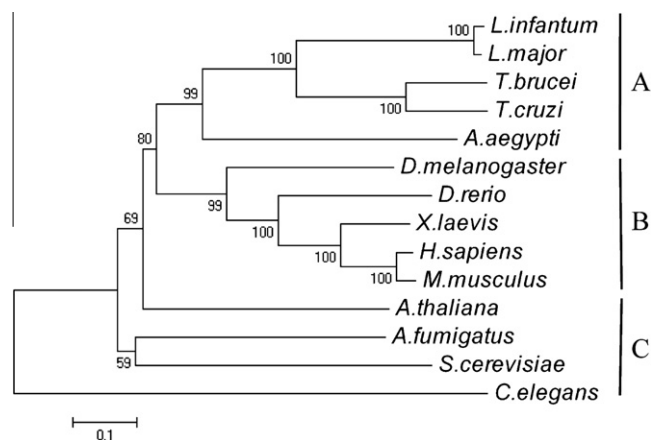 L.infantum
100
L.major
100
T.brucei
A
99
100
T.cruzi
80
A.aegypti
D.melanogaster
99
D.rerio
69
100
X.laevis
B
100
H.sapiens
100
M.musculus
A.thaliana
A.fumigatus
C
59
S.cerevisiae
C.elegans
0.1